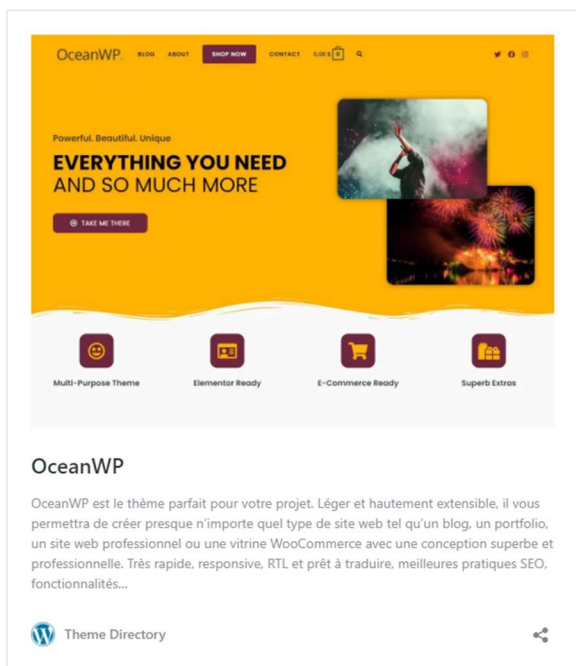 OceanWP. BLOG ABOUT SHOP NOW CONTACT 0,00 $ 0
Powerful. Beautiful. Unique
EVERYTHING YOU NEED
AND SO MUCH MORE
TAKE ME THERE
Multi-Purpose Theme Elementor Ready E-Commerce Ready Superb Extras
OceanWP
OceanWP est le thème parfait pour votre projet. Léger et hautement extensible, il vous
permettra de créer presque n'importe quel type de site web tel qu'un blog, un portfolio,
un site web professionnel ou une vitrine WooCommerce avec une conception superbe et
professionnelle. Très rapide, responsive, RTL et prêt à traduire, meilleures pratiques SEO,
fonctionnalités...
Theme Directory